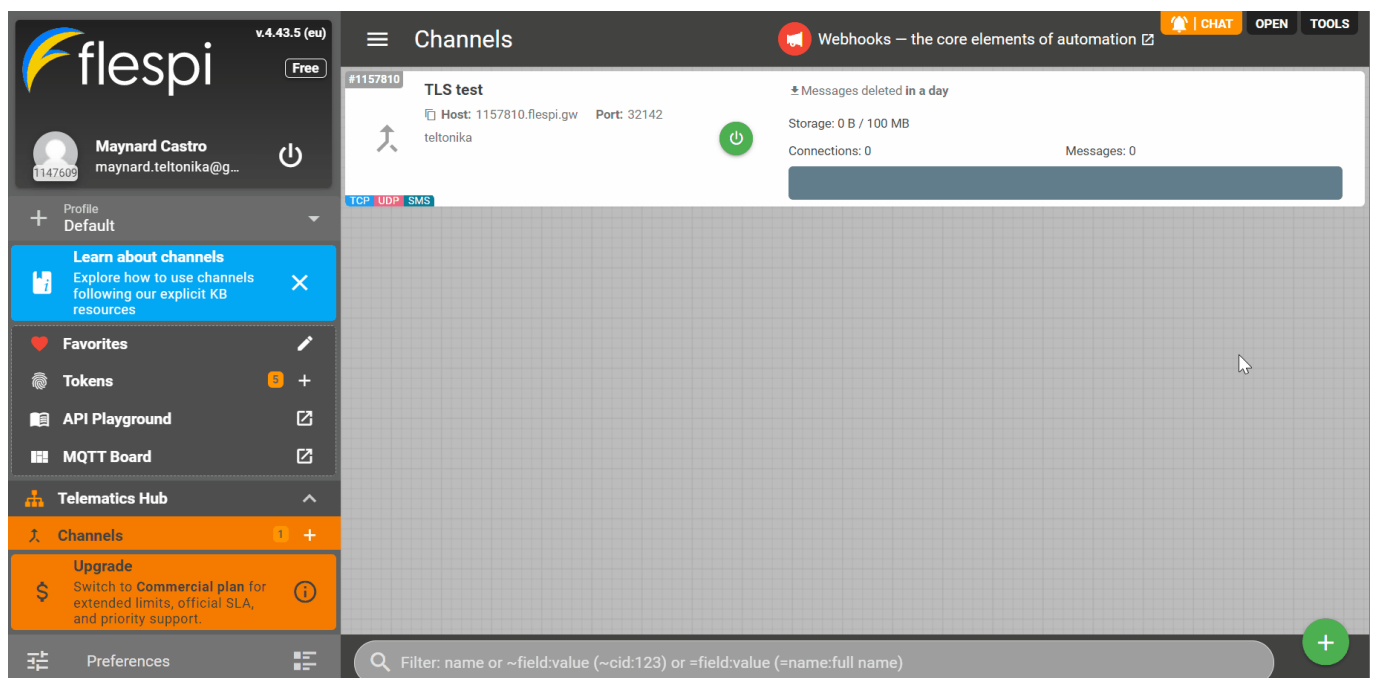 flespi
v.4.43.5 (eu)
Free
Maynard Castro
maynard.teltonika@g...
1147609
Profile
Default
Learn about channels
Explore how to use channels
following our explicit KB
resources
Favorites
Tokens 5
API Playground
MQTT Board
Telematics Hub
Channels 1
Upgrade
Switch to Commercial plan for
extended limits, official SLA,
and priority support.
Preferences
Channels
Webhooks — the core elements of automation
| CHAT
OPEN
TOOLS
#1157810
TLS test
Host: 1157810.flespi.gw Port: 32142
teltonika
TCP UDP SMS
Messages deleted in a day
Storage: 0 B / 100 MB
Connections: 0 Messages: 0
Filter: name or ~field:value (~cid:123) or =field:value (=name:full name)